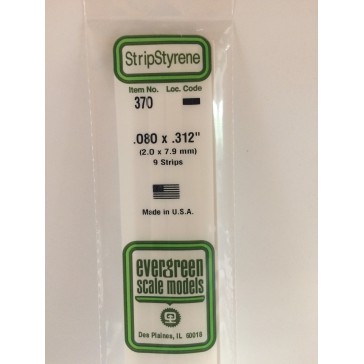 StripStyrene
Item No. Loc. Code
370
.080 x .312"
(2.0 x 7.9 mm)
9 Strips
Made in U.S.A.
evergreen
scale models
Des Plaines, IL 60018